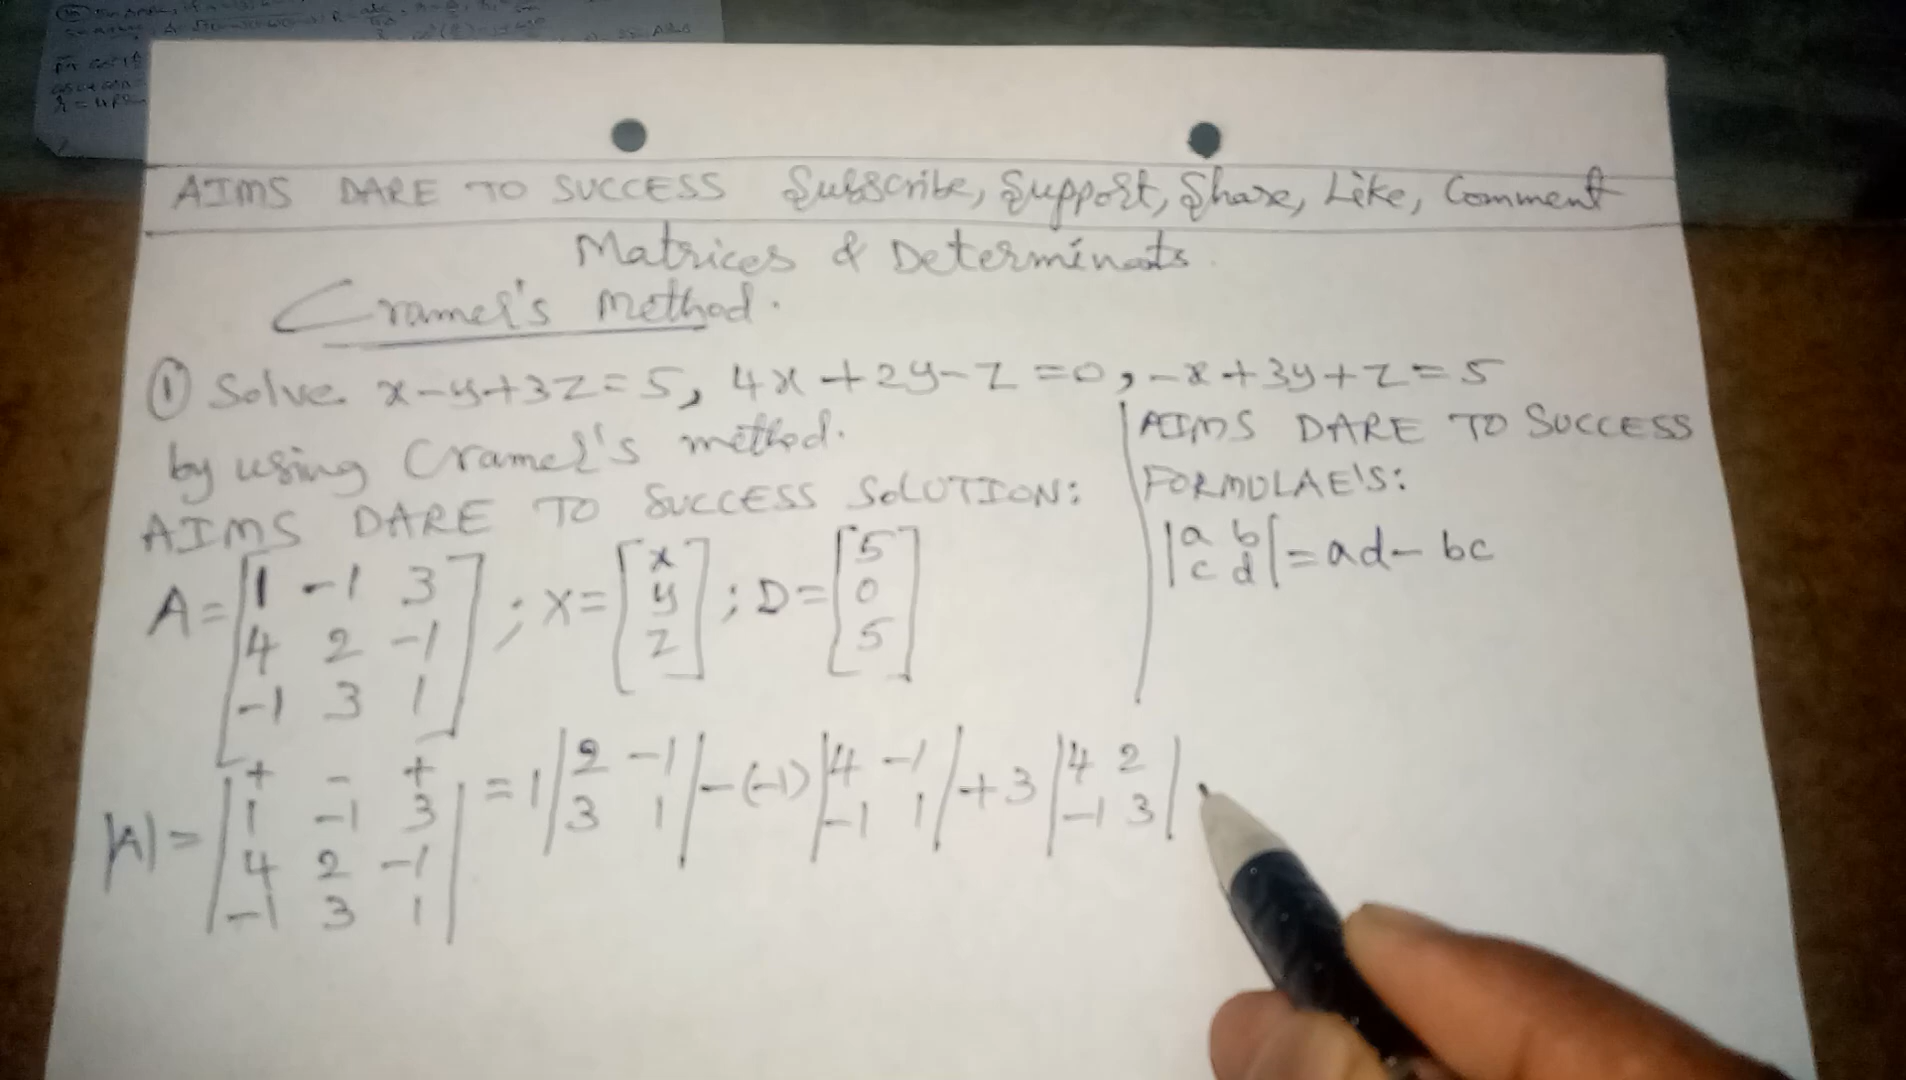 AIMS DARE TO SUCCESS Subscribe, Support, Share, Like, Comment
Matrices & Determinants.
Cramer's Method.
① Solve x-y+3z=5, 4x+2y-z=0, -x+3y+z=5
by using Cramer's method.
AIMS DARE TO SUCCESS SOLUTION:
AIMS DARE TO SUCCESS
FORMULAE'S:
|a b| = ad - bc
|c d|
A = [1 -1 3] ; X = [x] ; D = [5]
[4 2 -1] [y] [0]
[-1 3 1] [z] [5]
+ - +
|A| = |1 -1 3| = 1 |2 -1| - (-1) |4 -1| + 3 |4 2|
|4 2 -1| |3 1| |-1 1| |-1 3|
|-1 3 1|